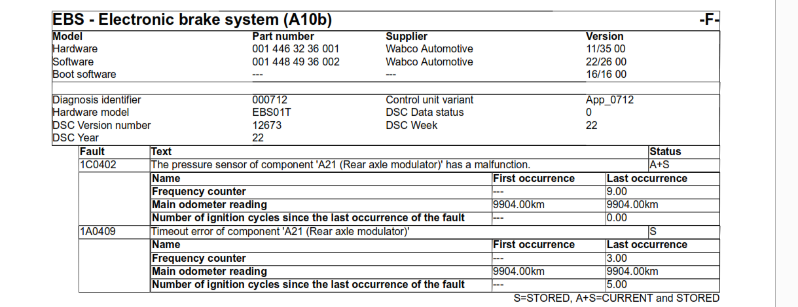 EBS - Electronic brake system (A10b) -F-
Model Part number Supplier Version
Hardware 001 446 32 36 001 Wabco Automotive 11/35 00
Software 001 448 49 36 002 Wabco Automotive 22/26 00
Boot software --- --- 16/16 00
Diagnosis identifier 000712 Control unit variant App_0712
Hardware model EBS01T DSC Data status 0
DSC Version number 12673 DSC Week 22
DSC Year 22
Fault Text Status
1C0402 The pressure sensor of component 'A21 (Rear axle modulator)' has a malfunction. A+S
Name First occurrence Last occurrence
Frequency counter --- 9.00
Main odometer reading 9904.00km 9904.00km
Number of ignition cycles since the last occurrence of the fault --- 0.00
1A0409 Timeout error of component 'A21 (Rear axle modulator)' S
Name First occurrence Last occurrence
Frequency counter --- 3.00
Main odometer reading 9904.00km 9904.00km
Number of ignition cycles since the last occurrence of the fault --- 5.00
S=STORED, A+S=CURRENT and STORED